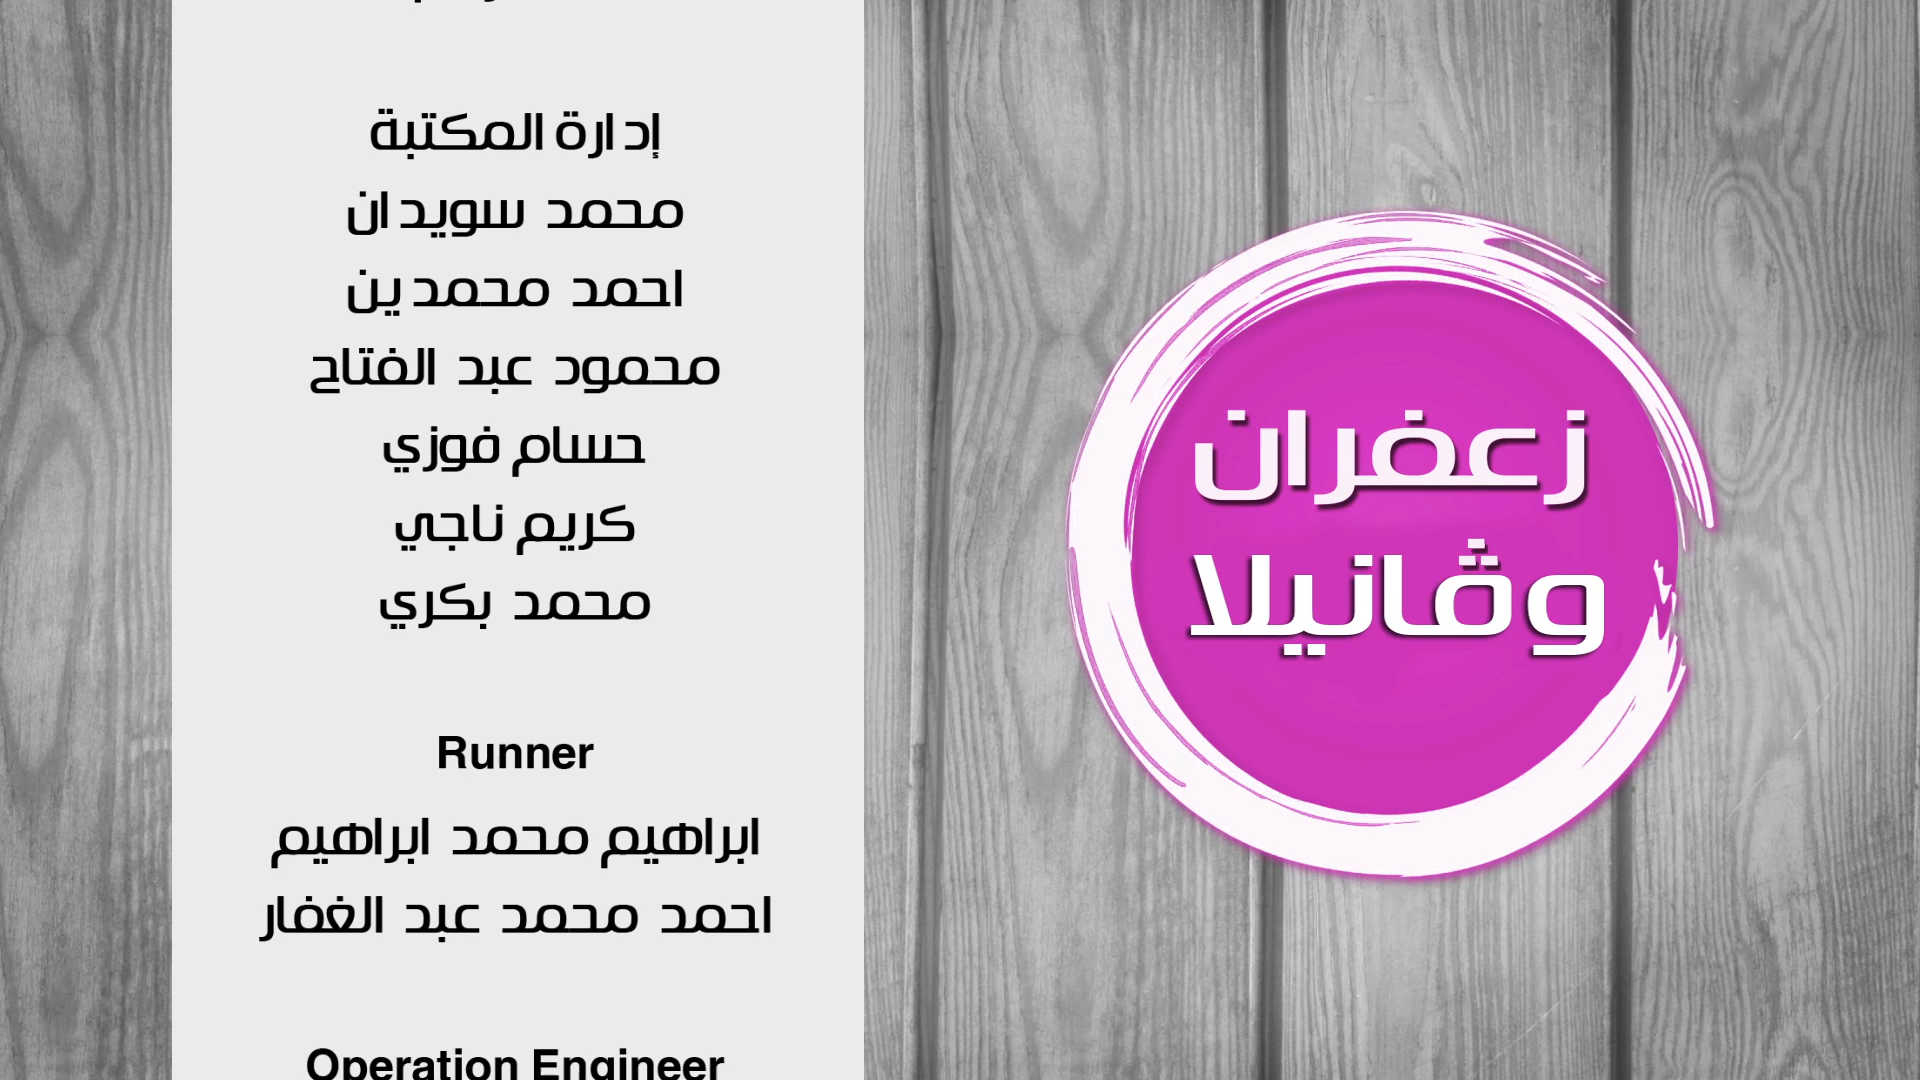 إدارة المكتبة
محمد سويدان
احمد محمدين
محمود عبد الفتاح
حسام فوزي
كريم ناجي
محمد بكري
Runner
ابراهيم محمد ابراهيم
احمد محمد عبد الغفار
Operation Engineer
زعفران
وڤانيلا